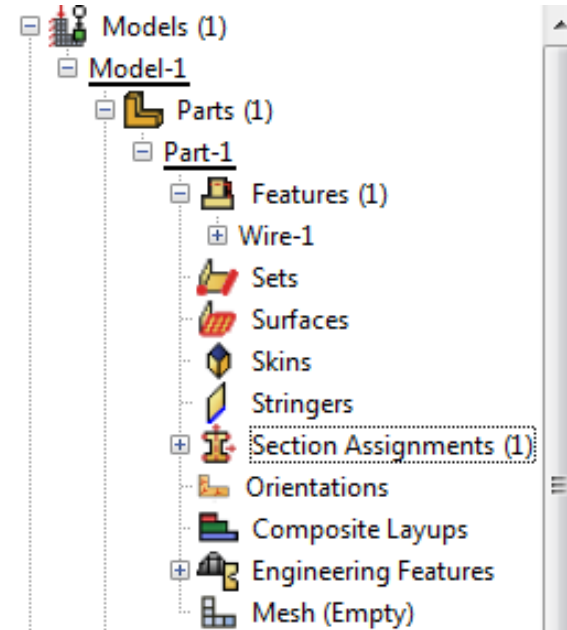 Models (1)
Model-1
Parts (1)
Part-1
Features (1)
Wire-1
Sets
Surfaces
Skins
Stringers
Section Assignments (1)
Orientations
Composite Layups
Engineering Features
Mesh (Empty)